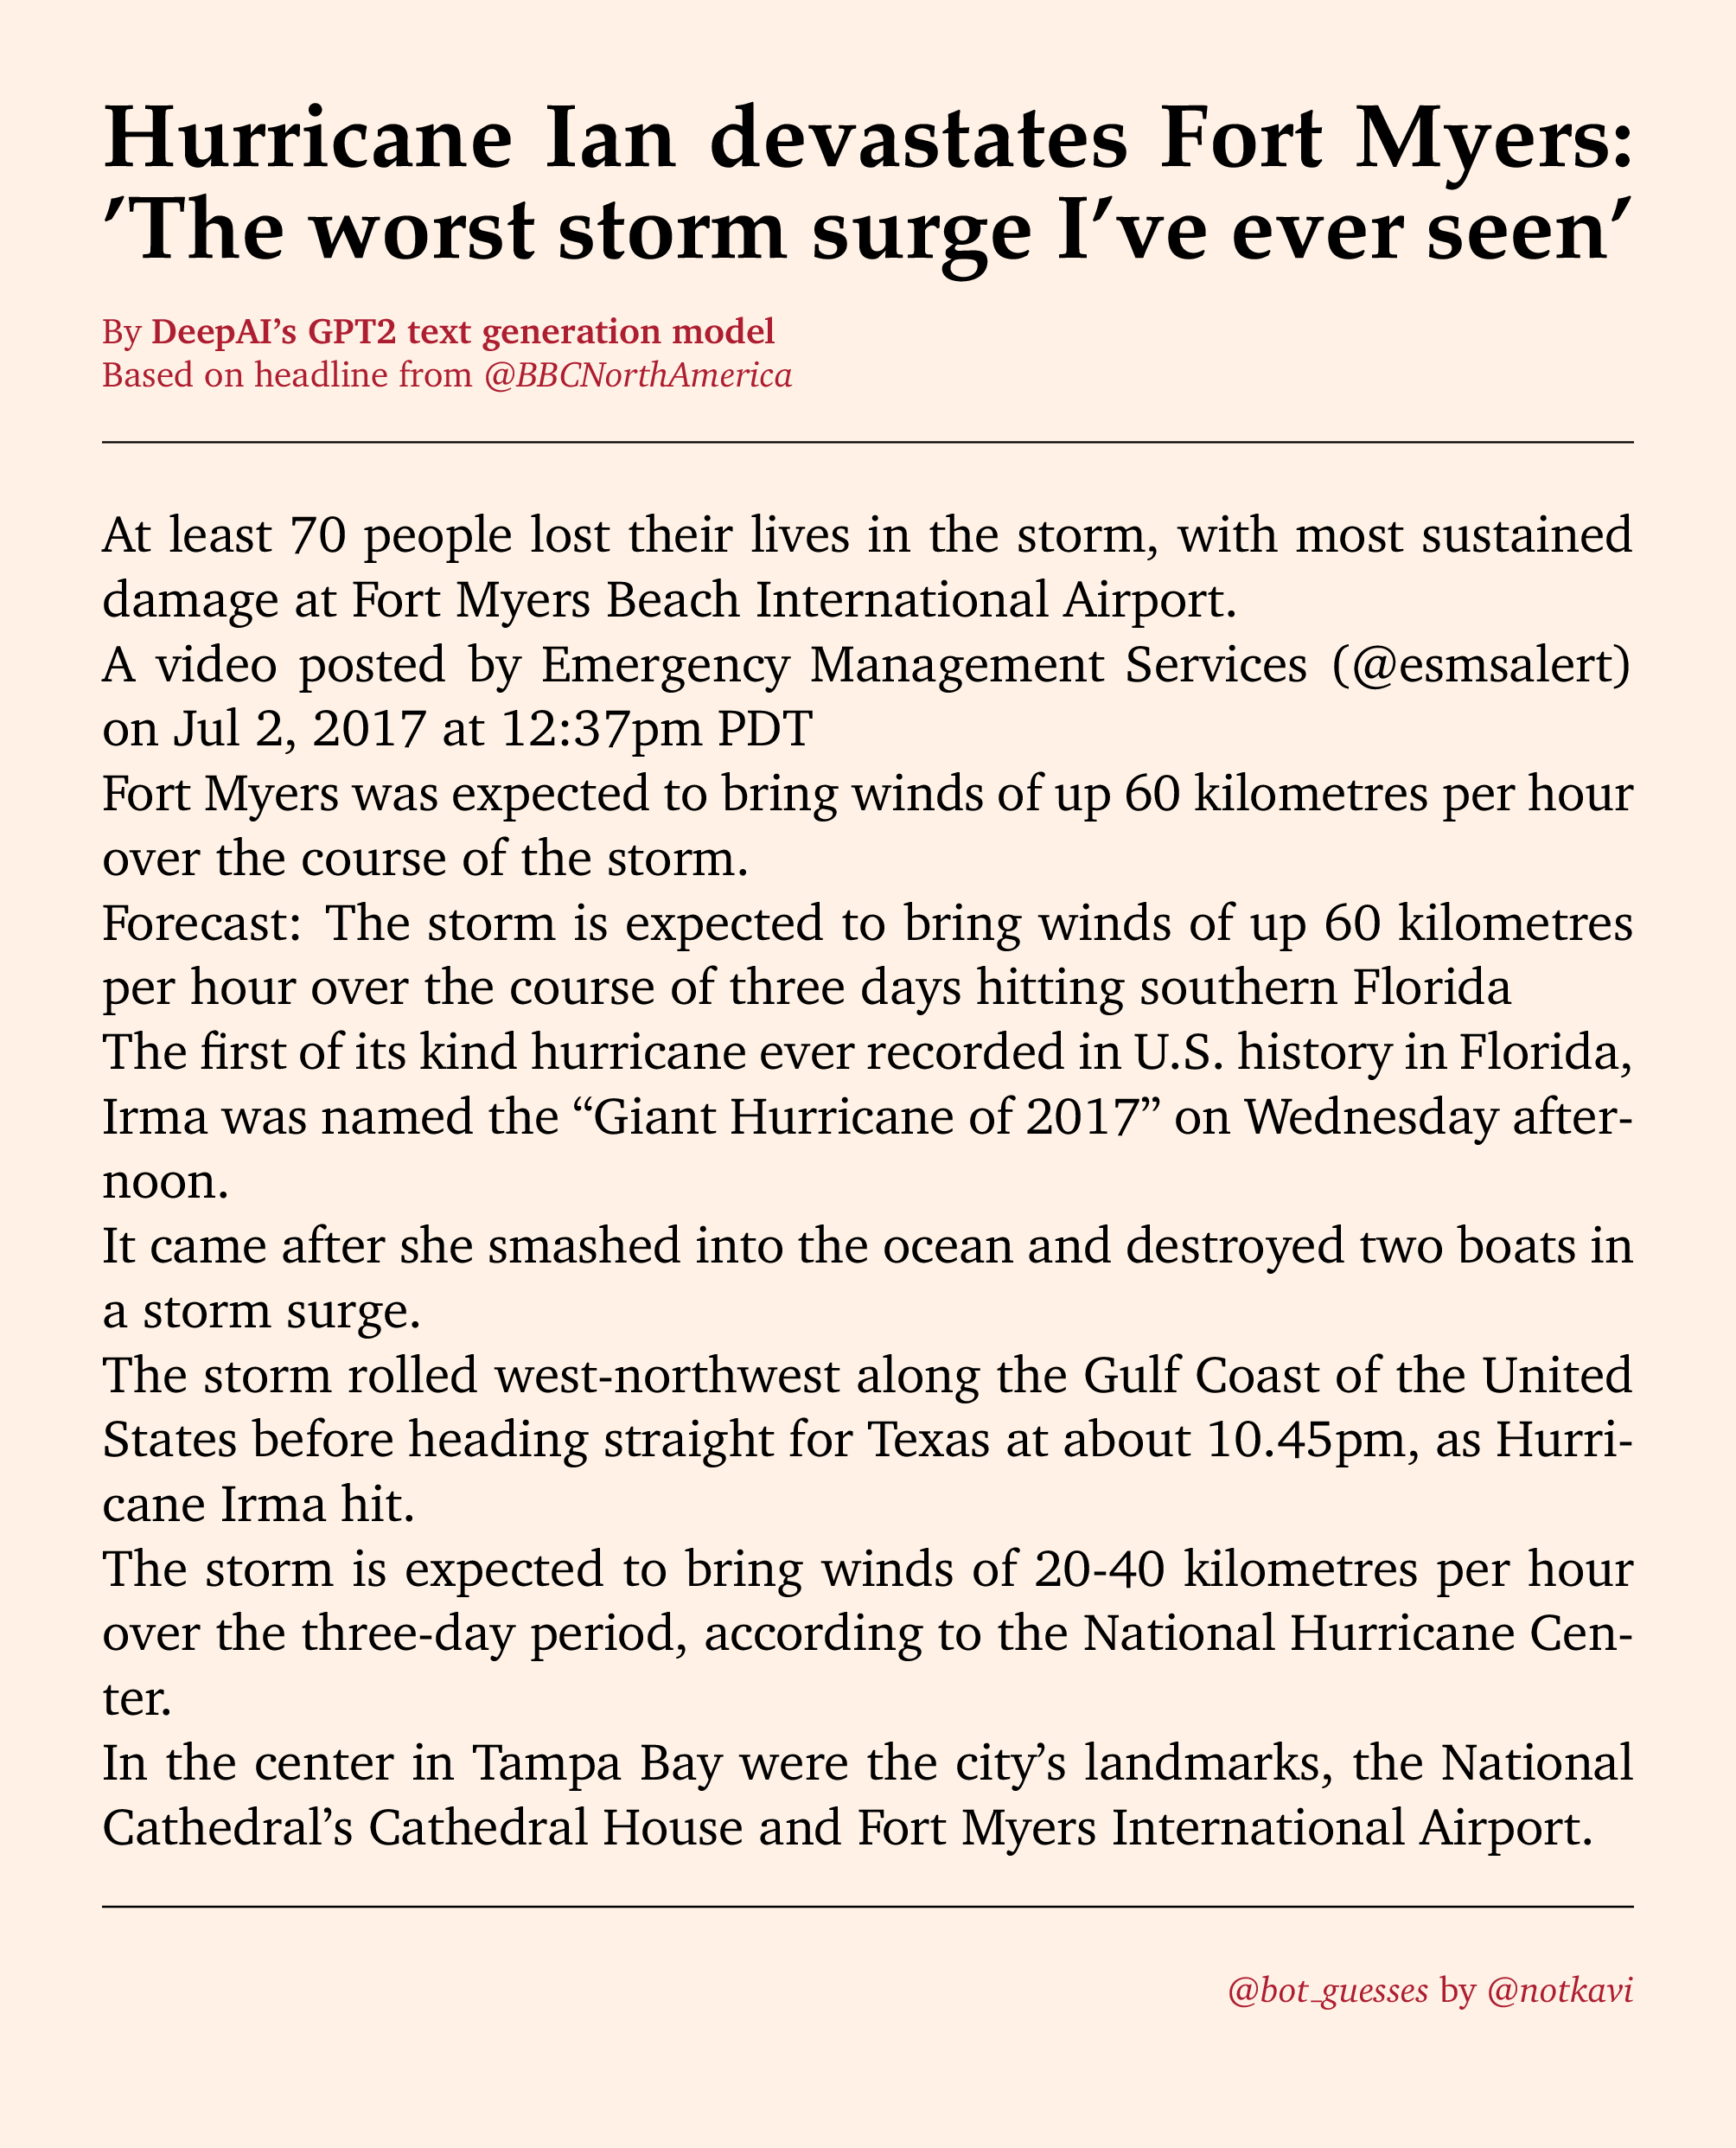 Hurricane Ian devastates Fort Myers:
’The worst storm surge I’ve ever seen’
By DeepAI’s GPT2 text generation model
Based on headline from @BBCNorthAmerica
At least 70 people lost their lives in the storm, with most sustained
damage at Fort Myers Beach International Airport.
A video posted by Emergency Management Services (@esmsalert)
on Jul 2, 2017 at 12:37pm PDT
Fort Myers was expected to bring winds of up 60 kilometres per hour
over the course of the storm.
Forecast: The storm is expected to bring winds of up 60 kilometres
per hour over the course of three days hitting southern Florida
The first of its kind hurricane ever recorded in U.S. history in Florida,
Irma was named the “Giant Hurricane of 2017” on Wednesday after-
noon.
It came after she smashed into the ocean and destroyed two boats in
a storm surge.
The storm rolled west-northwest along the Gulf Coast of the United
States before heading straight for Texas at about 10.45pm, as Hurri-
cane Irma hit.
The storm is expected to bring winds of 20-40 kilometres per hour
over the three-day period, according to the National Hurricane Cen-
ter.
In the center in Tampa Bay were the city’s landmarks, the National
Cathedral’s Cathedral House and Fort Myers International Airport.
@bot_guesses by @notkavi